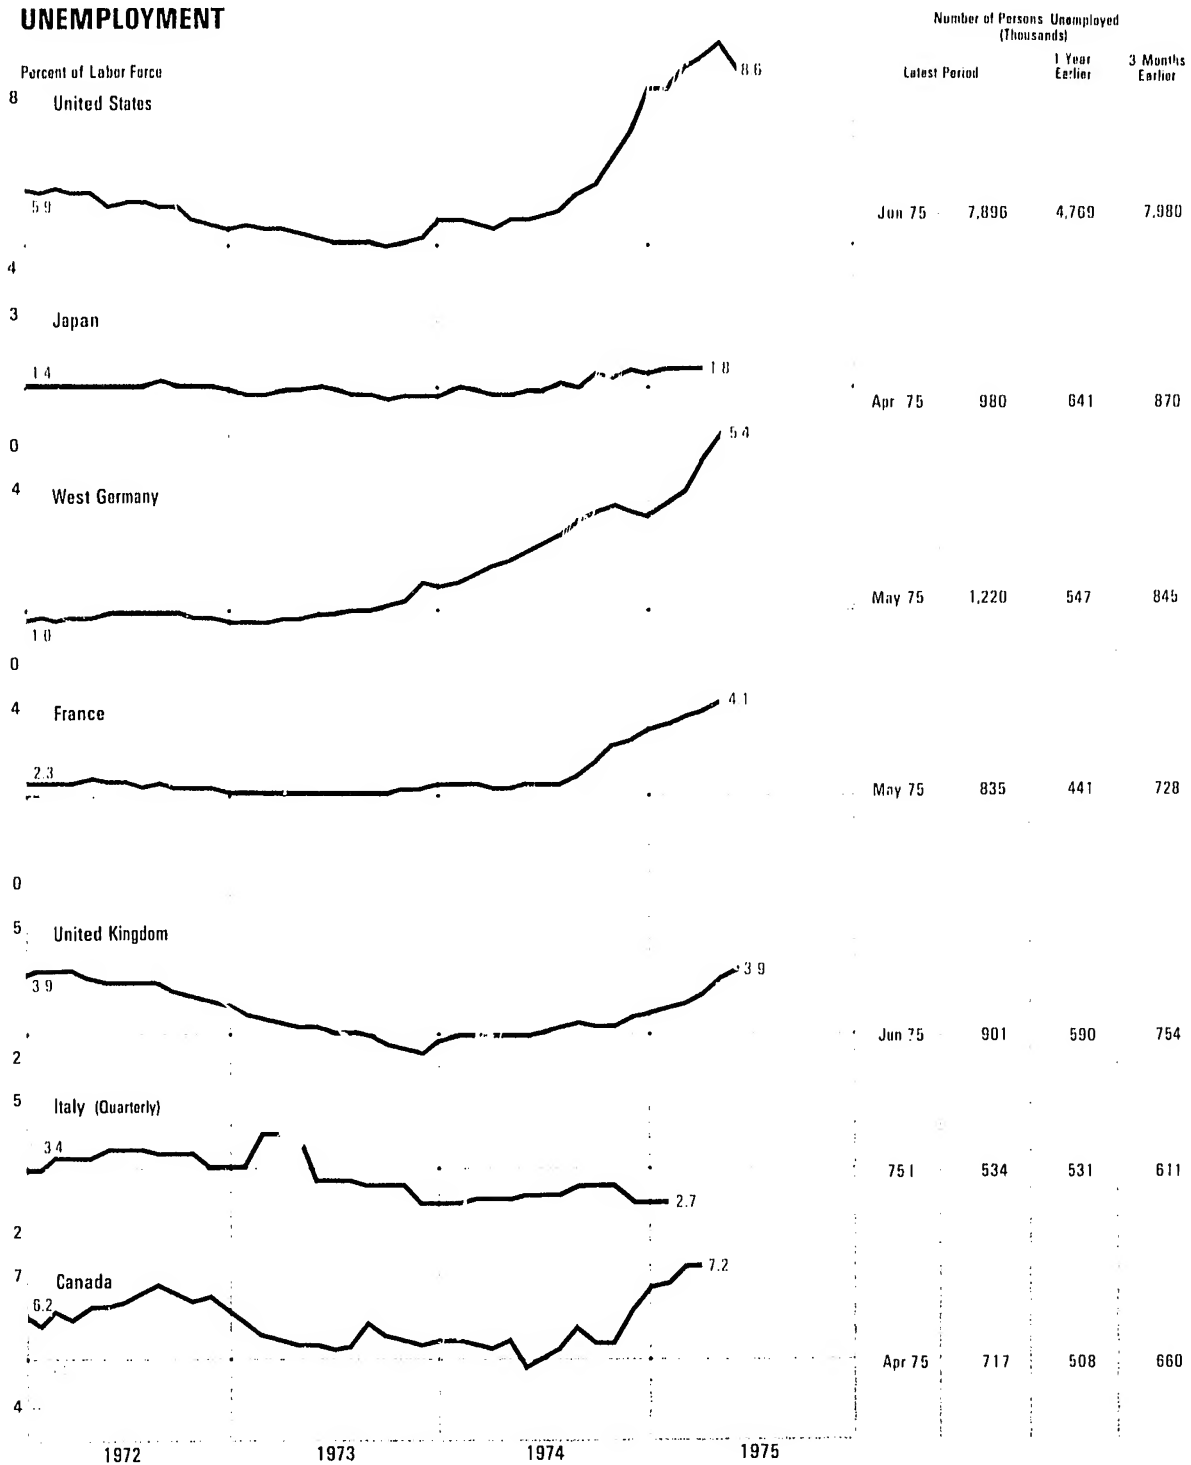 UNEMPLOYMENT
Number of Persons Unemployed
(Thousands)
Percent of Labor Force
Latest Period
1 Year Earlier
3 Months Earlier
8
United States
8.6
5.9
Jun 75 7,896 4,769 7,980
4
3
Japan
1.4
1.8
Apr 75 980 641 870
0
5.4
4
West Germany
1.0
May 75 1,220 547 845
0
4
France
4.1
2.3
May 75 835 441 728
0
5
United Kingdom
3.9
3.9
Jun 75 901 590 754
2
5
Italy (Quarterly)
3.4
75 I 534 531 611
2.7
2
7
Canada
7.2
6.2
Apr 75 717 508 660
4
1972 1973 1974 1975